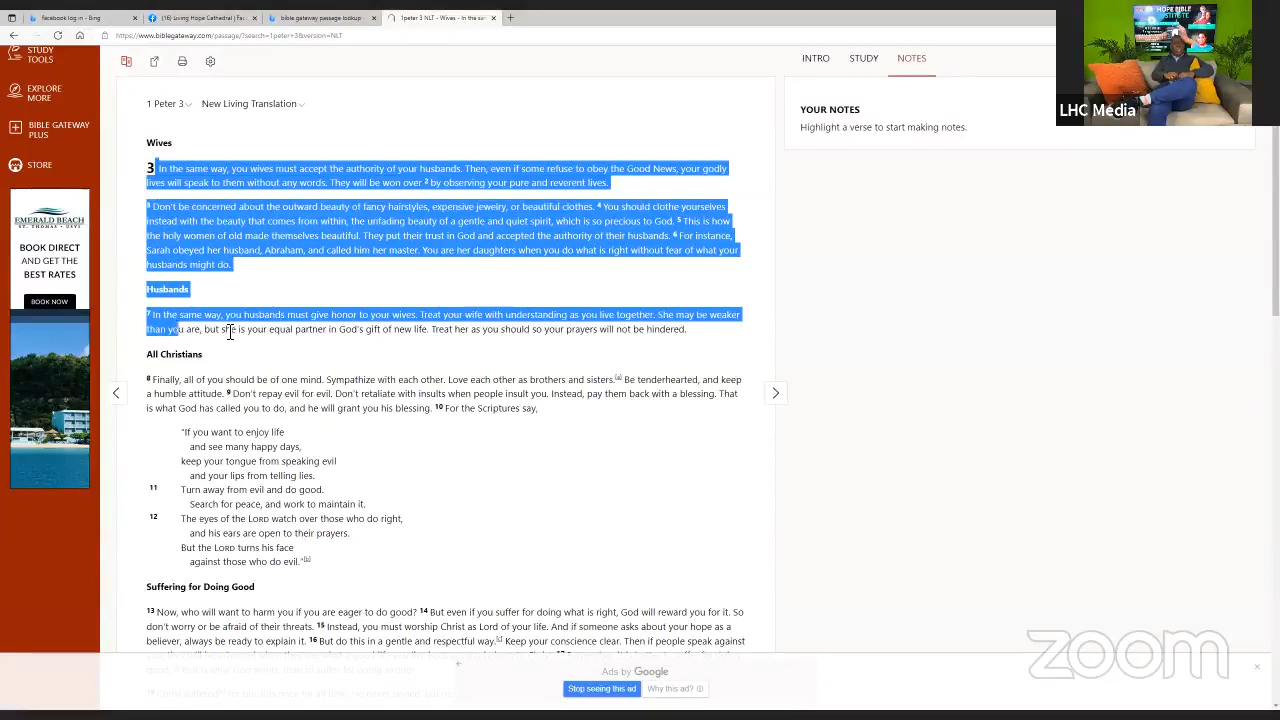 facebook log in - Bing
(16) Living Hope Cathedral | Fac
bible gateway passage lookup
1peter 3 NLT - Wives - In the sa
https://www.biblegateway.com/passage/?search=1peter+3&version=NLT
STUDY
TOOLS
EXPLORE
MORE
BIBLE GATEWAY
PLUS
STORE
EMERALD BEACH
ST. THOMAS · USVI
BOOK DIRECT
AND GET THE
BEST RATES
BOOK NOW
INTRO STUDY NOTES
YOUR NOTES
Highlight a verse to start making notes.
HOPE BIBLE
INSTITUTE
LHC Media
1 Peter 3 New Living Translation
Wives
3 In the same way, you wives must accept the authority of your husbands. Then, even if some refuse to obey the Good News, your godly
lives will speak to them without any words. They will be won over 2 by observing your pure and reverent lives.
3 Don't be concerned about the outward beauty of fancy hairstyles, expensive jewelry, or beautiful clothes. 4 You should clothe yourselves
instead with the beauty that comes from within, the unfading beauty of a gentle and quiet spirit, which is so precious to God. 5 This is how
the holy women of old made themselves beautiful. They put their trust in God and accepted the authority of their husbands. 6 For instance,
Sarah obeyed her husband, Abraham, and called him her master. You are her daughters when you do what is right without fear of what your
husbands might do.
Husbands
7 In the same way, you husbands must give honor to your wives. Treat your wife with understanding as you live together. She may be weaker
than you are, but she is your equal partner in God's gift of new life. Treat her as you should so your prayers will not be hindered.
All Christians
8 Finally, all of you should be of one mind. Sympathize with each other. Love each other as brothers and sisters.[a] Be tenderhearted, and keep
a humble attitude. 9 Don't repay evil for evil. Don't retaliate with insults when people insult you. Instead, pay them back with a blessing. That
is what God has called you to do, and he will grant you his blessing. 10 For the Scriptures say,
"If you want to enjoy life
and see many happy days,
keep your tongue from speaking evil
and your lips from telling lies.
11 Turn away from evil and do good.
Search for peace, and work to maintain it.
12 The eyes of the LORD watch over those who do right,
and his ears are open to their prayers.
But the LORD turns his face
against those who do evil."[b]
Suffering for Doing Good
13 Now, who will want to harm you if you are eager to do good? 14 But even if you suffer for doing what is right, God will reward you for it. So
don't worry or be afraid of their threats. 15 Instead, you must worship Christ as Lord of your life. And if someone asks about your hope as a
believer, always be ready to explain it. 16 But do this in a gentle and respectful way.[c] Keep your conscience clear. Then if people speak against
Ads by Google
Stop seeing this ad Why this ad?
zoom